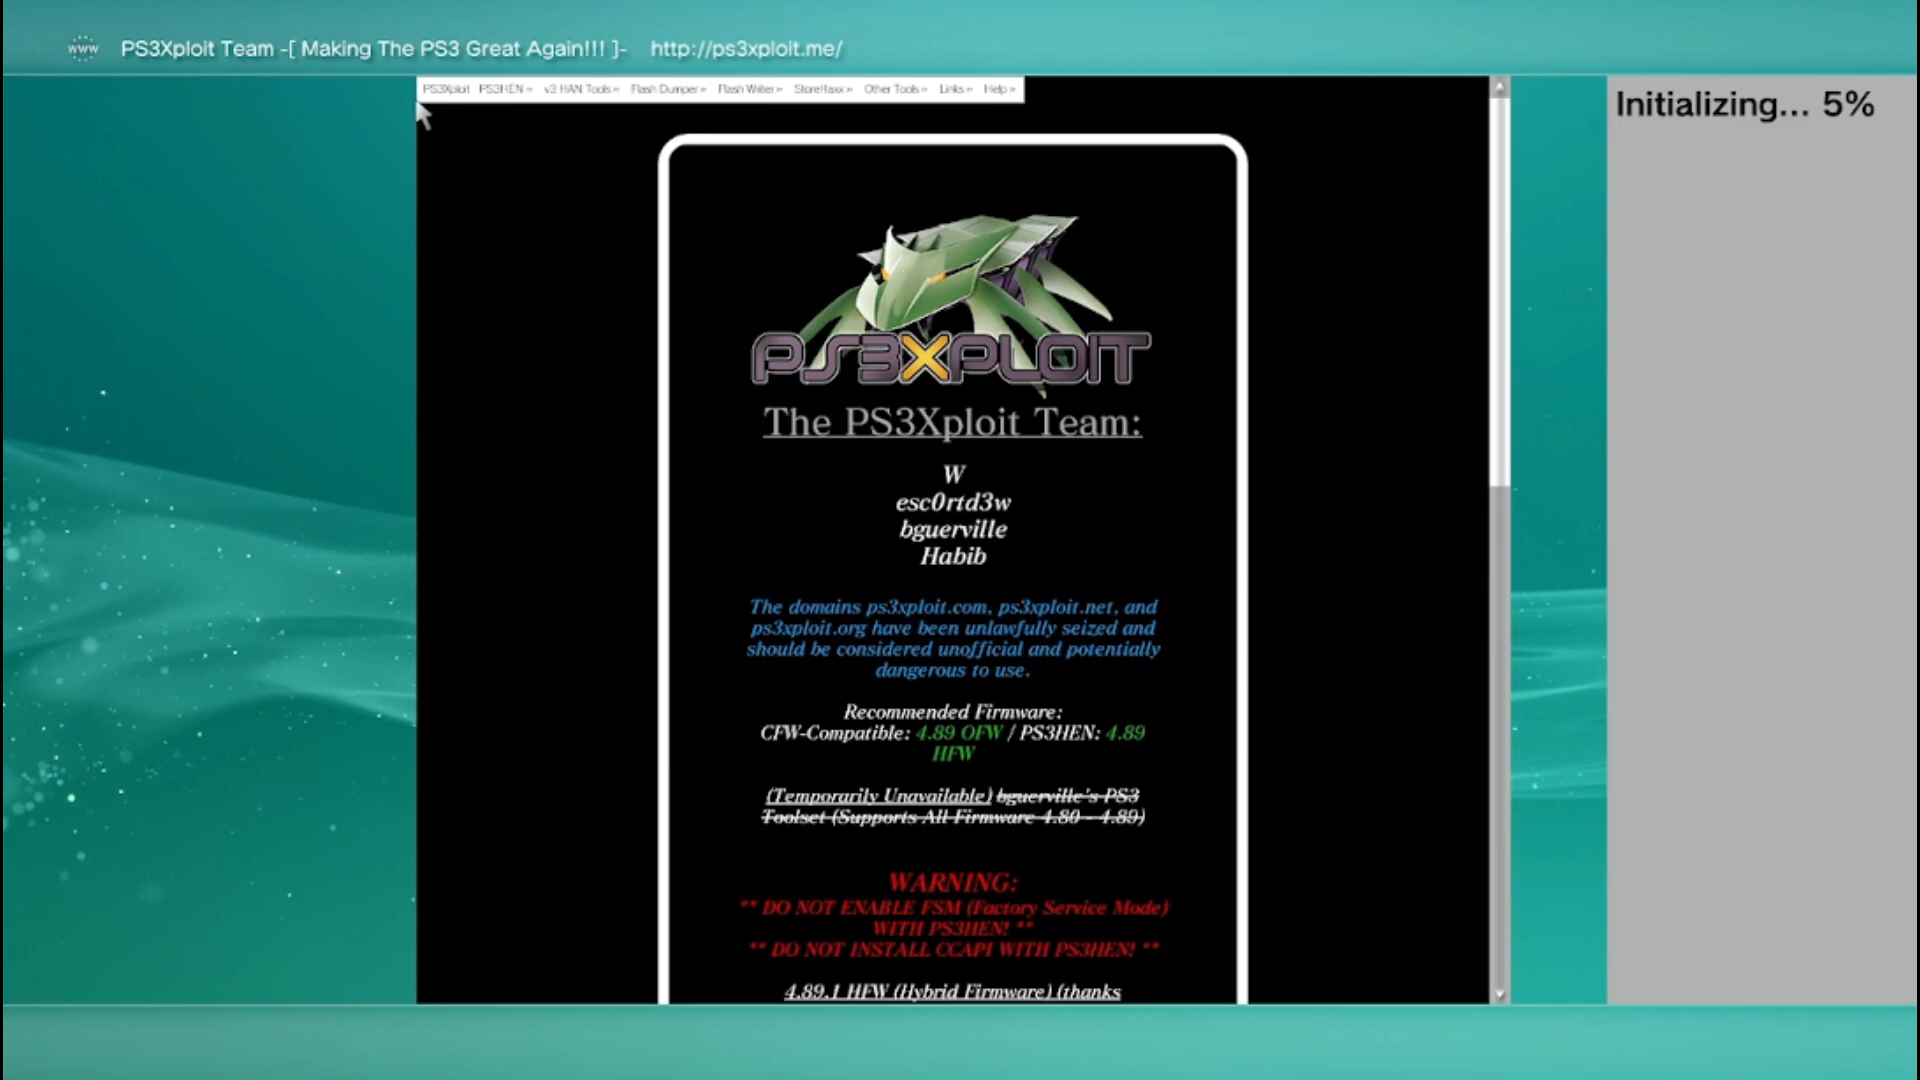 www PS3Xploit Team -[ Making The PS3 Great Again!!! ]- http://ps3xploit.me/
PS3Xploit PS3HEN » v3 HAN Tools » Flash Dumper » Flash Writer » StoreHaxx » Other Tools » Links » Help »
Initializing... 5%
PS3XPLOIT
The PS3Xploit Team:
W
esc0rtd3w
bguerville
Habib
The domains ps3xploit.com, ps3xploit.net, and
ps3xploit.org have been unlawfully seized and
should be considered unofficial and potentially
dangerous to use.
Recommended Firmware:
CFW-Compatible: 4.89 OFW / PS3HEN: 4.89
HFW
(Temporarily Unavailable) bguerville's PS3
Toolset (Supports All Firmware 4.80 - 4.89)
WARNING:
** DO NOT ENABLE FSM (Factory Service Mode)
WITH PS3HEN! **
** DO NOT INSTALL CCAPI WITH PS3HEN! **
4.89.1 HFW (Hybrid Firmware) (thanks